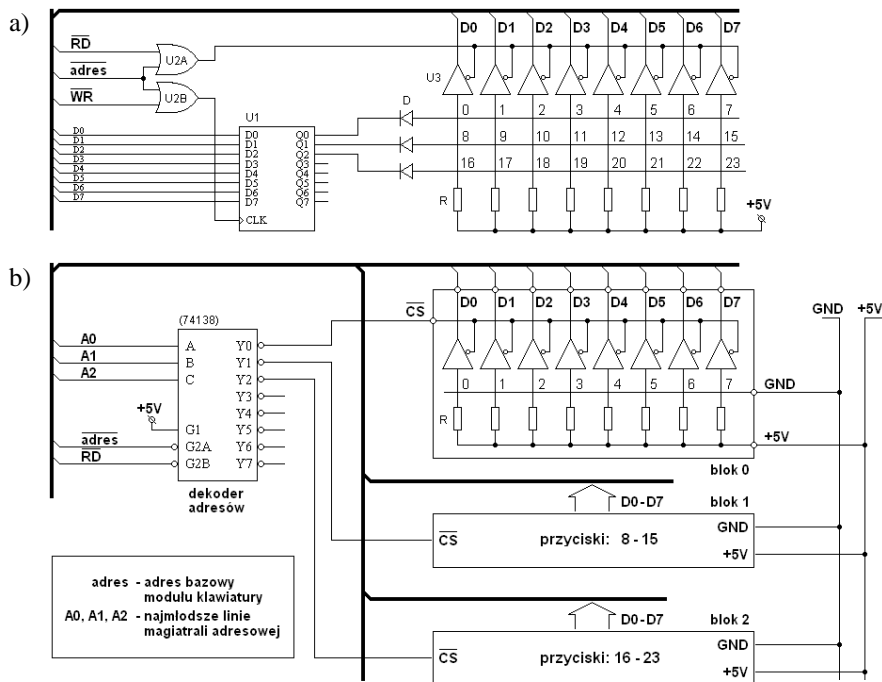 a)
D0 D1 D2 D3 D4 D5 D6 D7
RD
U2A
adres
U3
WR
U2B
U1
D
0 1 2 3 4 5 6 7
D0 D0 Q0
D1 D1 Q1
8 9 10 11 12 13 14 15
D2 D2 Q2
D3 D3 Q3
16 17 18 19 20 21 22 23
D4 D4 Q4
D5 D5 Q5
D6 D6 Q6
D7 D7 Q7
R
+5V
CLK
b)
CS
D0 D1 D2 D3 D4 D5 D6 D7
GND
+5V
(74138)
A0 A Y0
A1 B Y1
A2 C Y2
0 1 2 3 4 5 6 7
GND
Y3
+5V
Y4
R
G1 Y5
adres G2A Y6
+5V
RD G2B Y7
blok 0
dekoder
adresów
D0-D7
blok 1
GND
CS
przyciski: 8 - 15
+5V
adres - adres bazowy
modułu klawiatury
A0, A1, A2 - najmłodsze linie
magiatrali adresowej
D0-D7
blok 2
GND
CS
przyciski: 16 - 23
+5V